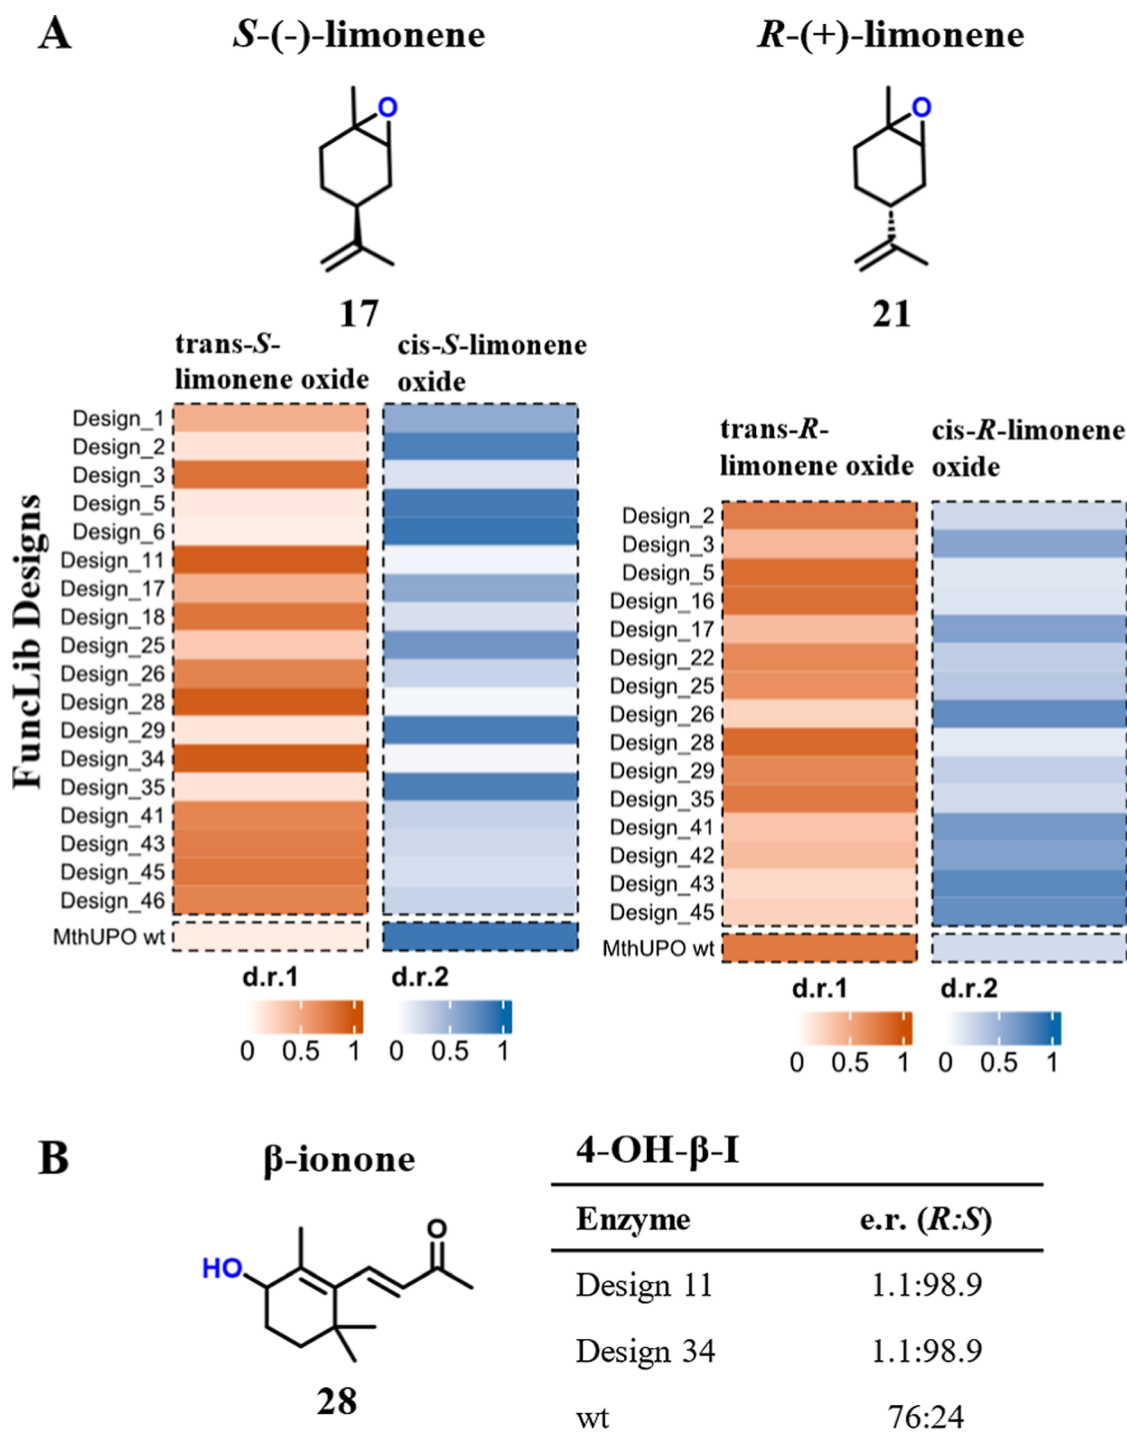 A
S-(-)-limonene
R-(+)-limonene
O
O
17
21
trans-S-
limonene oxide
cis-S-limonene
oxide
FuncLib Designs
Design_1
Design_2
Design_3
Design_5
Design_6
Design_11
Design_17
Design_18
Design_25
Design_26
Design_28
Design_29
Design_34
Design_35
Design_41
Design_43
Design_45
Design_46
MthUPO wt
d.r.1
d.r.2
0 0.5 1
0 0.5 1
trans-R-
limonene oxide
cis-R-limonene
oxide
Design_2
Design_3
Design_5
Design_16
Design_17
Design_22
Design_25
Design_26
Design_28
Design_29
Design_35
Design_41
Design_42
Design_43
Design_45
MthUPO wt
d.r.1
d.r.2
0 0.5 1
0 0.5 1
B
β-ionone
O
HO
28
4-OH-β-I
Enzyme e.r. (R:S)
Design 11 1.1:98.9
Design 34 1.1:98.9
wt 76:24